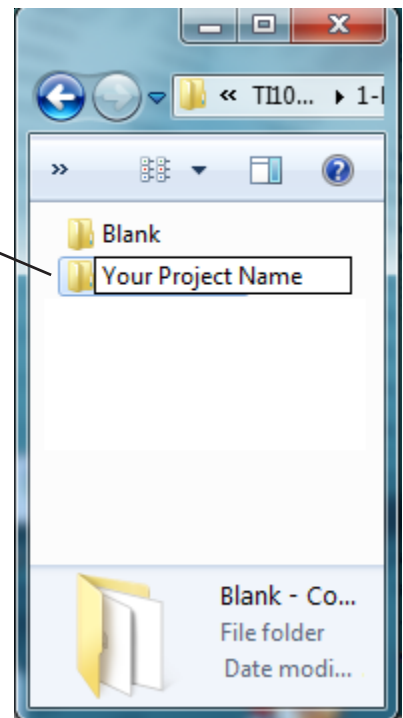 « TI10... ▸ 1-
»
Blank
Your Project Name
Blank - Co...
File folder
Date modi...